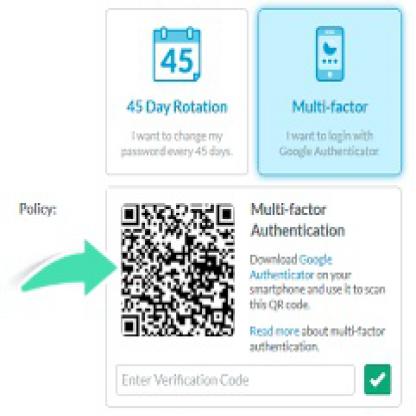 45
45 Day Rotation
I want to change my
password every 45 days.
Multi-factor
I want to login with
Google Authenticator
Policy:
Multi-factor
Authentication
Download Google
Authenticator on your
smartphone and use it to scan
this QR code.
Read more about multi-factor
authentication.
Enter Verification Code